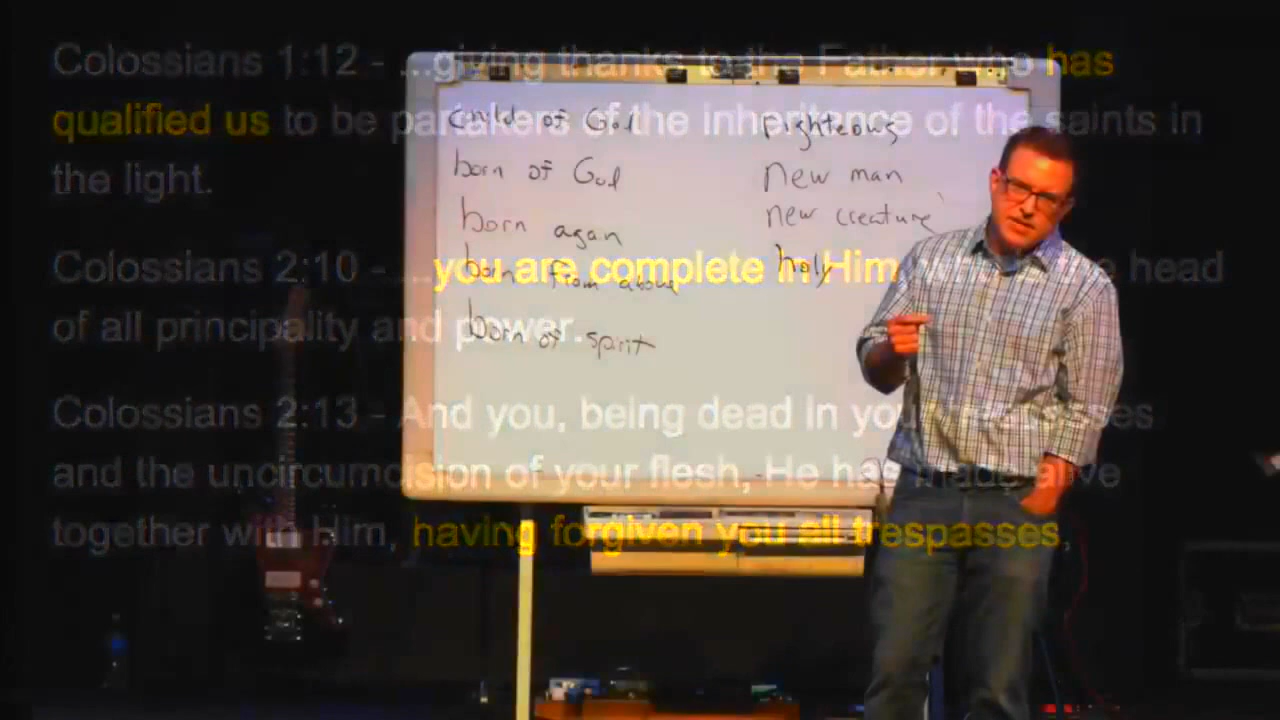 Colossians 1:12 - ...giving thanks to the Father who has
qualified us to be partakers of the inheritance of the saints in
the light.
Colossians 2:10 - ...you are complete in Him who is the head
of all principality and power.
Colossians 2:13 - And you, being dead in your trespasses
and the uncircumcision of your flesh, He has made alive
together with Him, having forgiven you all trespasses
child of God
born of God
born again
born from above
born of spirit
righteous
new man
new creature
holy